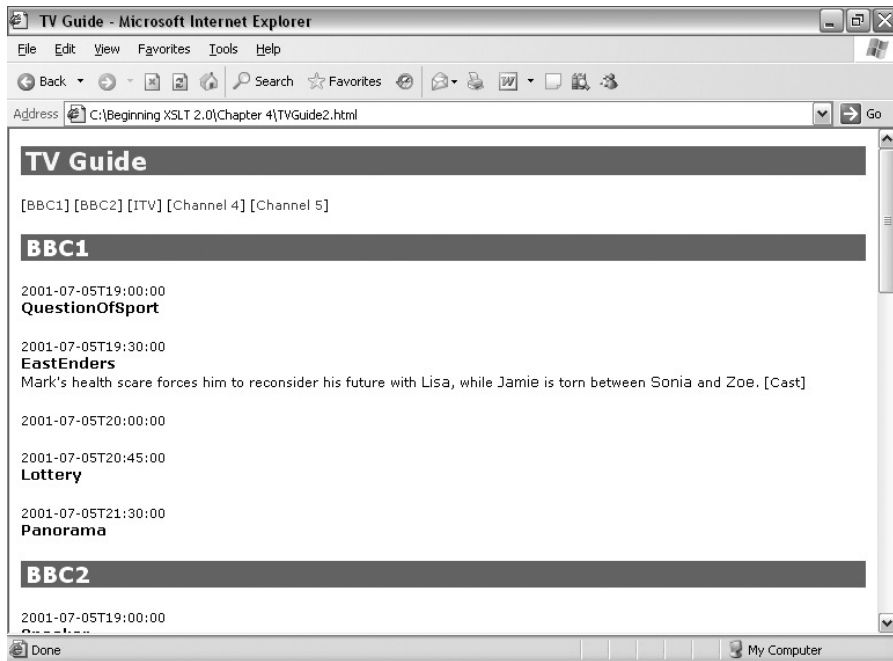 TV Guide - Microsoft Internet Explorer
File Edit View Favorites Tools Help
Back Search Favorites
Address C:\Beginning XSLT 2.0\Chapter 4\TVGuide2.html Go
TV Guide
[BBC1] [BBC2] [ITV] [Channel 4] [Channel 5]
BBC1
2001-07-05T19:00:00
QuestionOfSport
2001-07-05T19:30:00
EastEnders
Mark's health scare forces him to reconsider his future with Lisa, while Jamie is torn between Sonia and Zoe. [Cast]
2001-07-05T20:00:00
2001-07-05T20:45:00
Lottery
2001-07-05T21:30:00
Panorama
BBC2
2001-07-05T19:00:00
Done My Computer